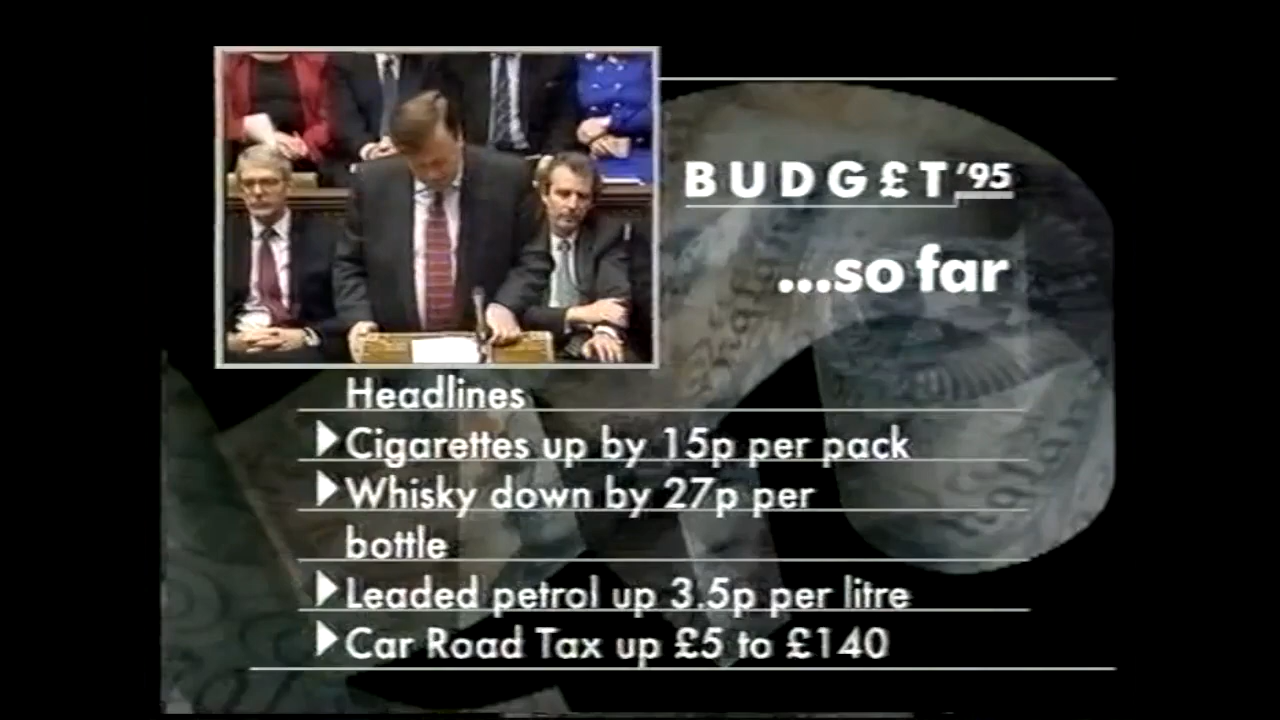 BUDG£T '95
...so far
Headlines
Cigarettes up by 15p per pack
Whisky down by 27p per
bottle
Leaded petrol up 3.5p per litre
Car Road Tax up £5 to £140